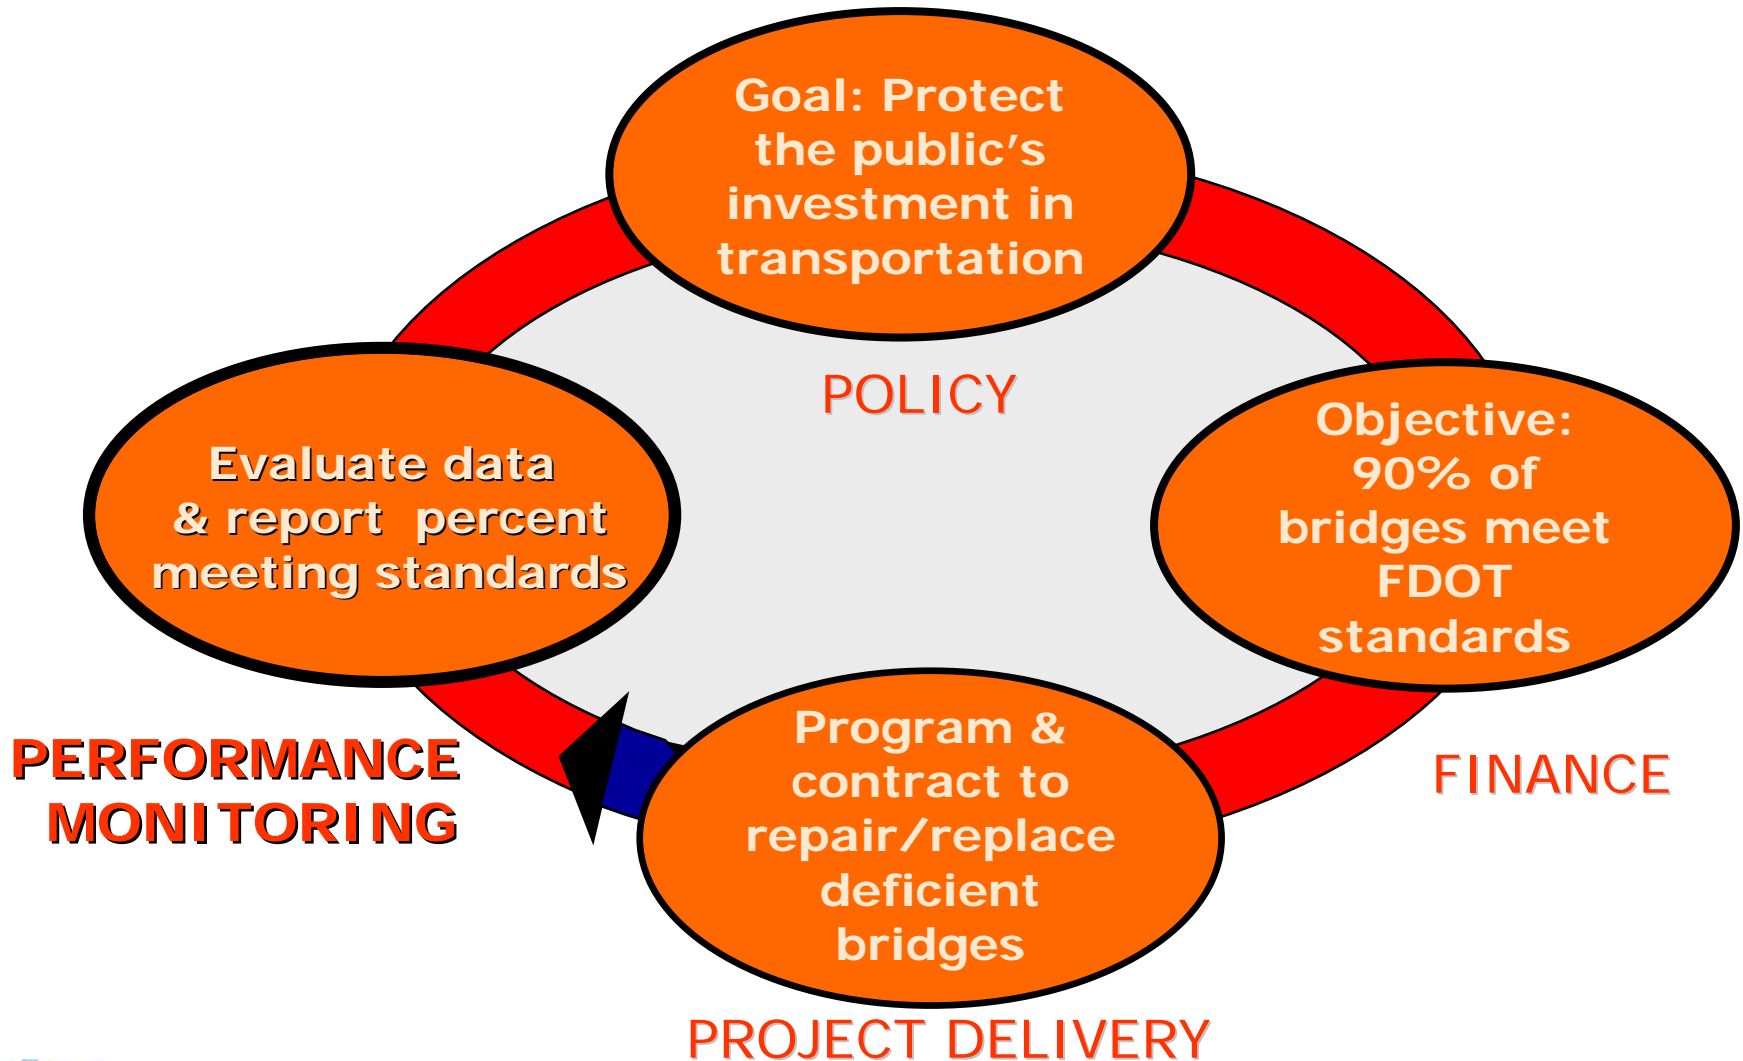 Goal: Protect
the public’s
investment in
transportation
POLICY
Objective:
90% of
bridges meet
FDOT
standards
FINANCE
Program &
contract to
repair/replace
deficient
bridges
PROJECT DELIVERY
Evaluate data
& report percent
meeting standards
PERFORMANCE
MONITORING